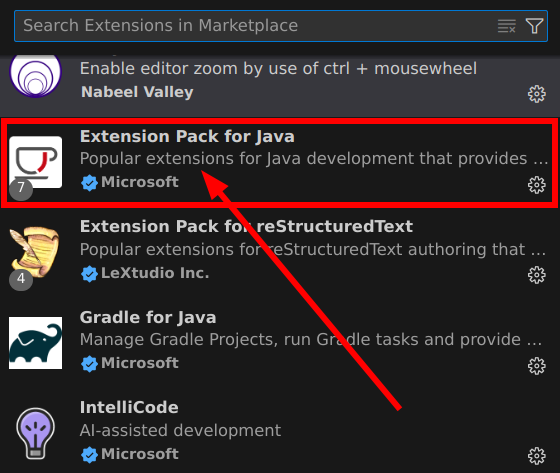 Search Extensions in Marketplace
Enable editor zoom by use of ctrl + mousewheel
Nabeel Valley
Extension Pack for Java
Popular extensions for Java development that provides ...
7
Microsoft
Extension Pack for reStructuredText
Popular extensions for reStructuredText authoring that ...
4
LeXtudio Inc.
Gradle for Java
Manage Gradle Projects, run Gradle tasks and provide ...
Microsoft
IntelliCode
AI-assisted development
Microsoft